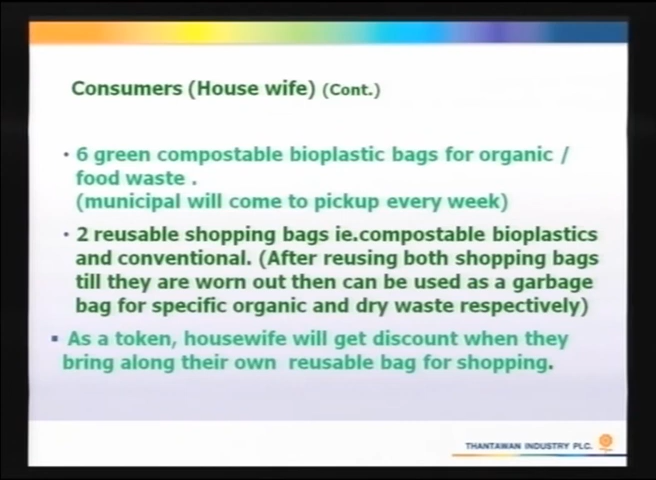 Consumers (House wife) (Cont.)
• 6 green compostable bioplastic bags for organic /
food waste .
(municipal will come to pickup every week)
• 2 reusable shopping bags ie.compostable bioplastics
and conventional. (After reusing both shopping bags
till they are worn out then can be used as a garbage
bag for specific organic and dry waste respectively)
▪ As a token, housewife will get discount when they
bring along their own reusable bag for shopping.
THANTAWAN INDUSTRY PLC.